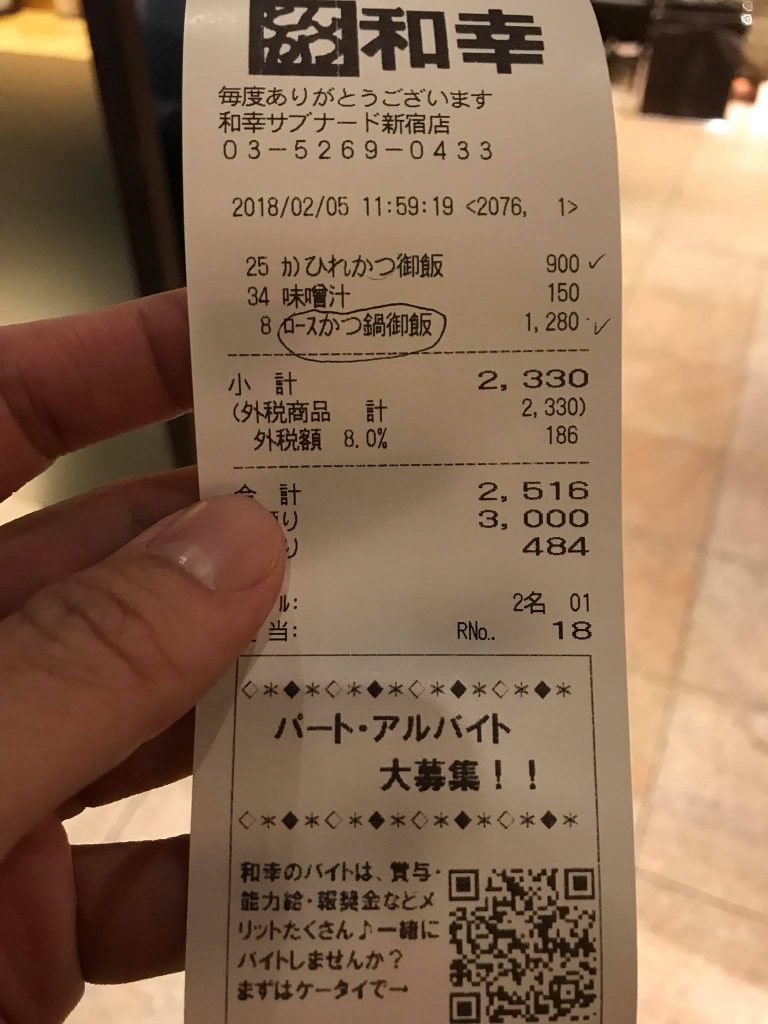 和幸
毎度ありがとうございます
和幸サブナード新宿店
03-5269-0433
2018/02/05 11:59:19 <2076, 1>
25 ｶ)ひれかつ御飯 900
34 味噌汁 150
8 ﾛｰｽかつ鍋御飯 1,280
小 計 2,330
(外税商品 計 2,330)
外税額 8.0% 186
合 計 2,516
り 3,000
り 484
ﾙ: 2名 01
当: RNo.. 18
◇*◆*◇*◆*◇*◆*◇*◆*
パート・アルバイト
大募集!!
◇*◆*◇*◆*◇*◆*◇*◆*
和幸のバイトは、賞与・
能力給・報奨金などメ
リットたくさん♪一緒に
バイトしませんか?
まずはケータイで→